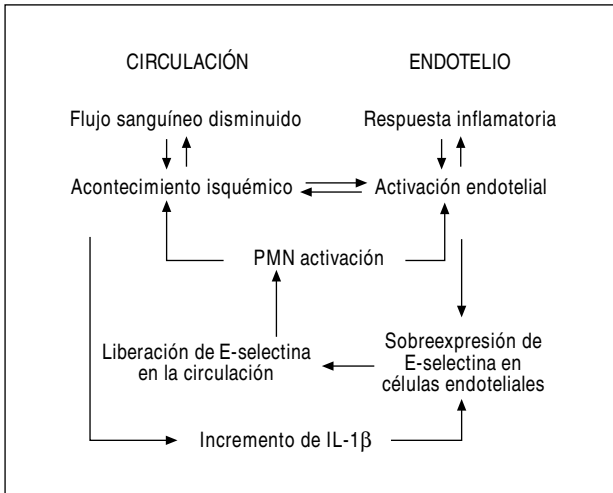 CIRCULACIÓN
ENDOTELIO
Flujo sanguíneo disminuido
Respuesta inflamatoria
Acontecimiento isquémico
Activación endotelial
PMN activación
Liberación de E-selectina
en la circulación
Sobreexpresión de
E-selectina en
células endoteliales
Incremento de IL-1β